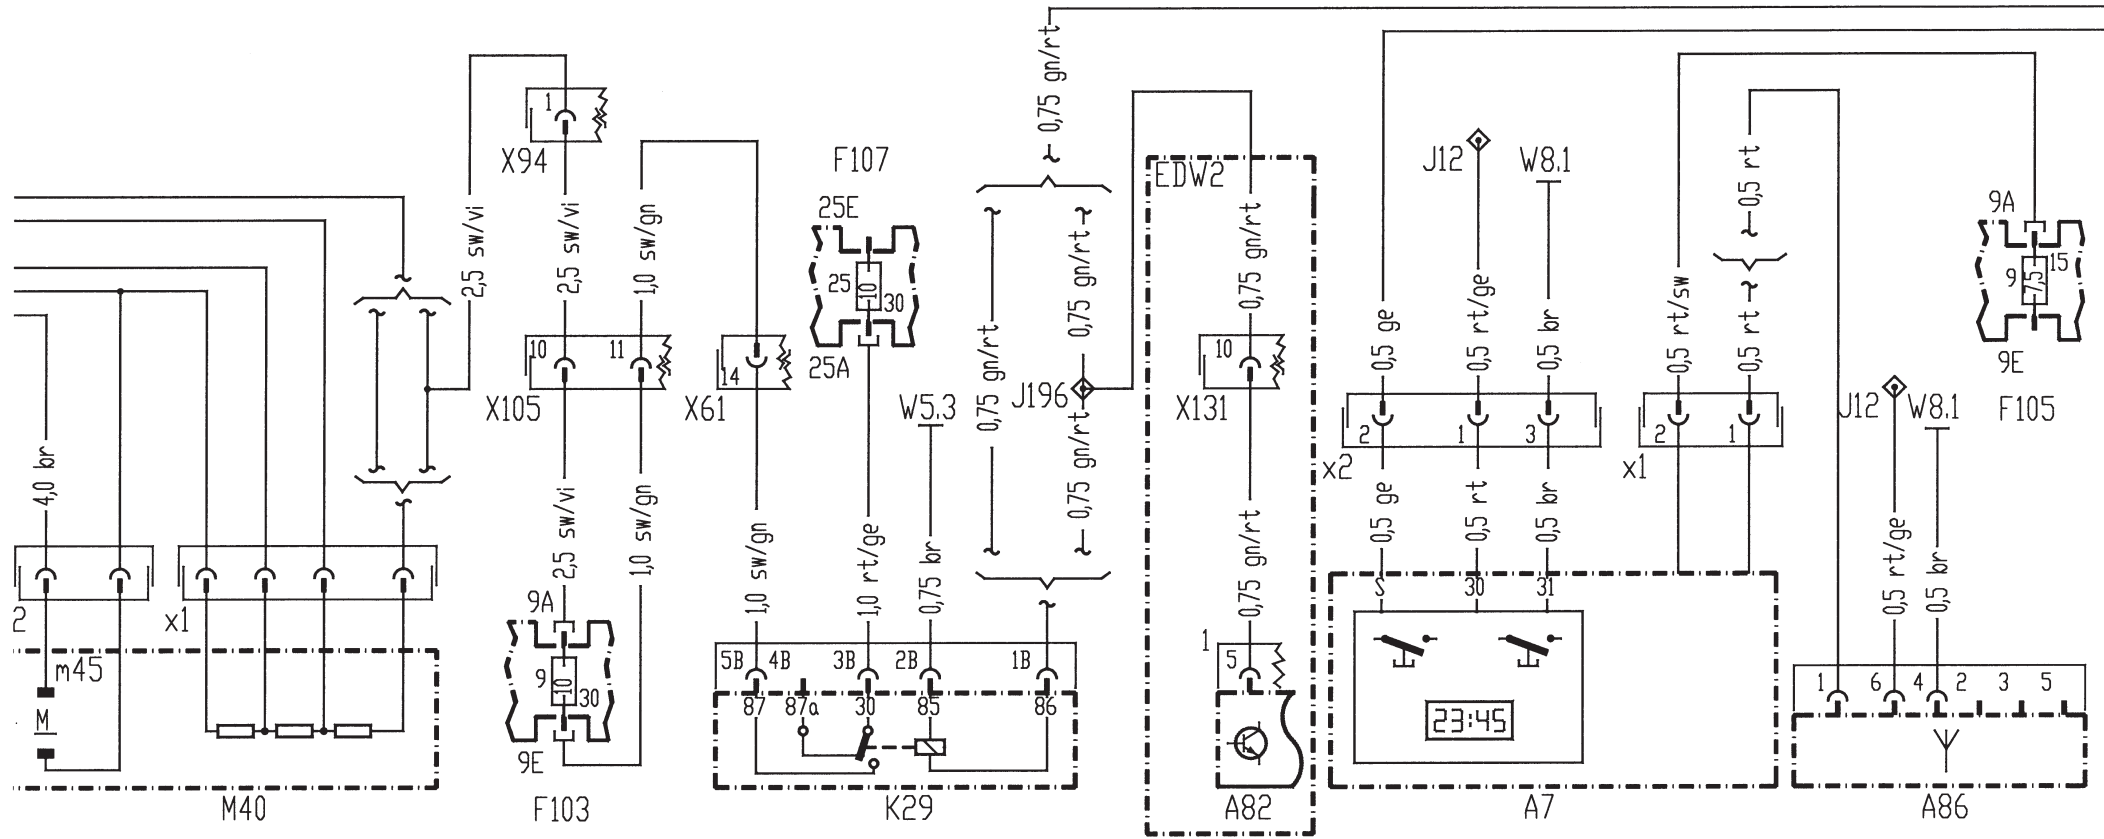 0,75 gn/rt
1
X94
F107
EDW2
J12
W8.1
0,5 rt
2,5 sw/vi
2,5 sw/vi
1,0 sw/gn
25E
25
10
30
25A
0,75 gn/rt
0,75 gn/rt
0,75 gn/rt
0,5 ge
0,5 rt/ge
0,5 br
0,5 rt/sw
0,5 rt
9A
9
7,5
15
9E
F105
10
11
X105
14
X61
W5.3
J196
10
X131
2
1
3
x2
2
1
x1
J12
W8.1
4,0 br
2,5 sw/vi
1,0 sw/gn
1,0 sw/gn
1,0 rt/ge
0,75 br
0,75 gn/rt
0,75 gn/rt
0,5 ge
0,5 rt
0,5 br
0,5 rt/ge
0,5 br
2
x1
9A
9
10
30
9E
F103
S
30
31
m45
M
M40
5B
4B
3B
2B
1B
87
87a
30
85
86
K29
1
5
A82
23:45
A7
1
6
4
2
3
5
A86